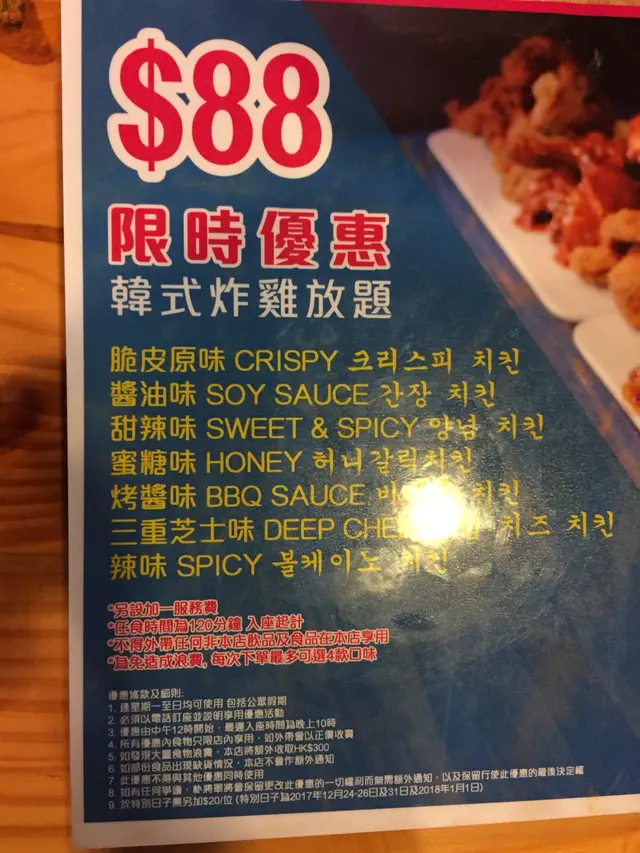 $88
限時優惠
韓式炸雞放題
脆皮原味 CRISPY 크리스피 치킨
醬油味 SOY SAUCE 간장 치킨
甜辣味 SWEET & SPICY 양념 치킨
蜜糖味 HONEY 허니갈릭치킨
烤醬味 BBQ SAUCE 치킨
三重芝士味 DEEP 치즈 치킨
辣味 SPICY 볼케이노 치킨
*另設加一服務費
*任食時間為120分鐘 入座起計
*不得外帶任何非本店飲品及食品在本店享用
*為免造成浪費, 每次下單最多可選4款口味
優惠條款及細則:
1. 逢星期一至日均可使用 包括公眾假期
2. 必須以電話訂座並說明享用優惠活動
3. 優惠由中午12時開始, 最遲入座時間為晚上10時
4. 所有優惠內食物只限店內享用, 如外帶會以正價收費
5. 如發現大量食物浪費, 本店將額外收取HK$300
6. 如部份食品出現缺貨情況, 本店不會作額外通知
7. 此優惠不得與其他優惠同時使用
8. 如有任何爭議, 朴將軍將會保留更改此優惠的一切權利而無需額外通知, 以及保留行使此優惠的最後決定權
9. 於特別日子需另加$20/位 (特別日子為2017年12月24-26日及31日及2018年1月1日)